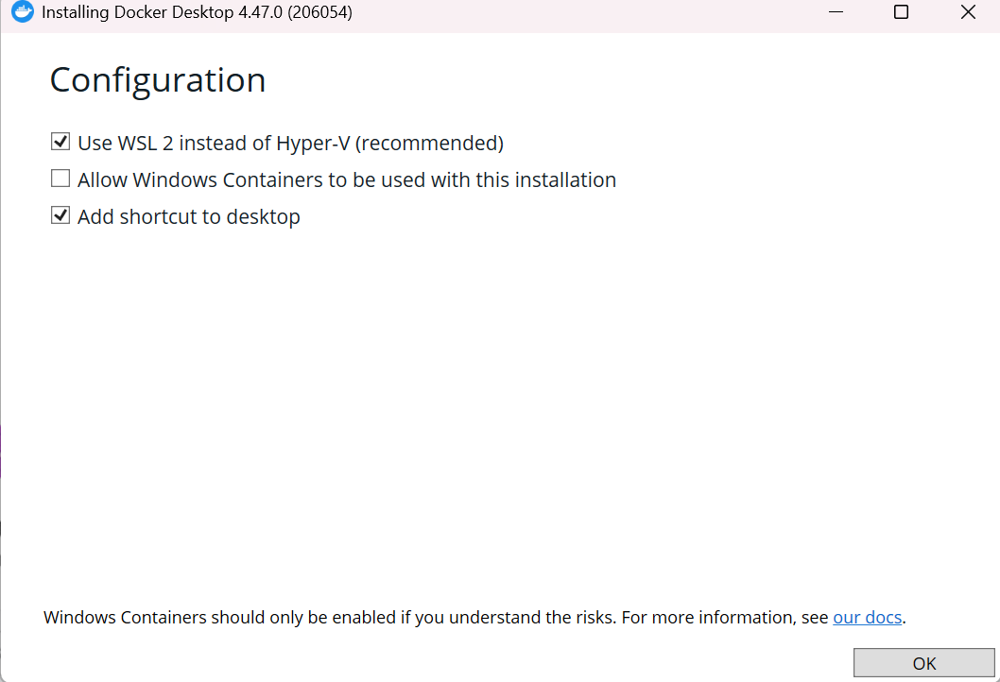 Installing Docker Desktop 4.47.0 (206054)
Configuration
Use WSL 2 instead of Hyper-V (recommended)
Allow Windows Containers to be used with this installation
Add shortcut to desktop
Windows Containers should only be enabled if you understand the risks. For more information, see our docs.
OK